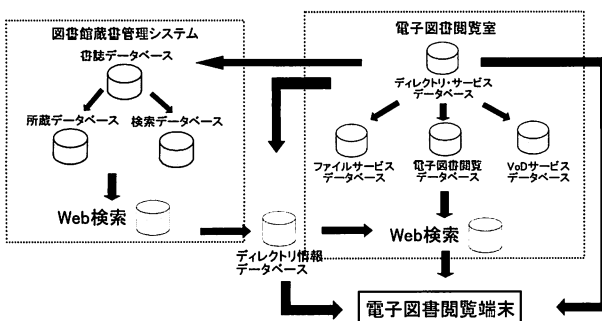 図書館蔵書管理システム
書誌データベース
所蔵データベース
検索データベース
Web検索
電子図書閲覧室
ディレクトリ・サービス
データベース
ファイルサービス
データベース
電子図書閲覧
データベース
VoDサービス
データベース
Web検索
ディレクトリ情報
データベース
電子図書閲覧端末